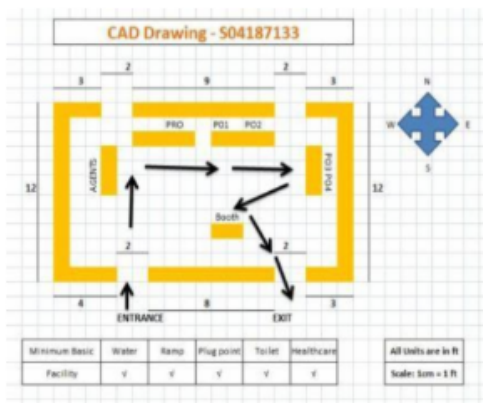 CAD Drawing - S04187133
2 2
3 9 3
N
W E
S
PRO PO1 PO2
AGENTS
PO3 PO4
12 12
Booth
2 2
4 8 3
ENTRANCE EXIT
Minimum Basic Water Ramp Plug point Toilet Healthcare
Facility √ √ √ √ √
All Units are in ft
Scale: 1cm = 1 ft